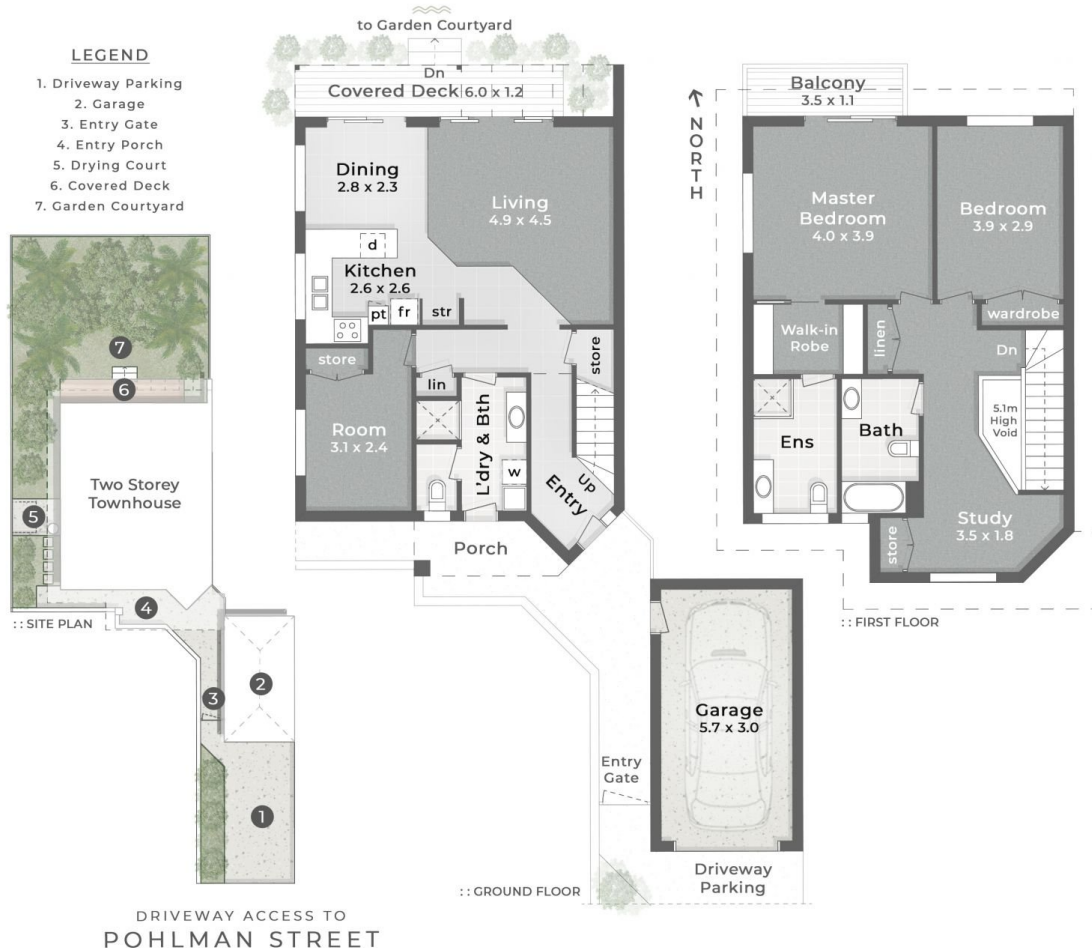 LEGEND
1. Driveway Parking
2. Garage
3. Entry Gate
4. Entry Porch
5. Drying Court
6. Covered Deck
7. Garden Courtyard
7
6
Two Storey
Townhouse
5
4
:: SITE PLAN
3
2
1
DRIVEWAY ACCESS TO
POHLMAN STREET
to Garden Courtyard
Dn
Covered Deck 6.0 x 1.2
Dining
2.8 x 2.3
Living
4.9 x 4.5
d
Kitchen
2.6 x 2.6
pt
fr
str
store
store
lin
Room
3.1 x 2.4
L'dry & Bth
w
Up
Entry
Porch
Garage
5.7 x 3.0
Entry
Gate
Driveway
Parking
:: GROUND FLOOR
NORTH
Balcony
3.5 x 1.1
Master
Bedroom
4.0 x 3.9
Bedroom
3.9 x 2.9
wardrobe
Walk-in
Robe
linen
Dn
5.1m
High
Void
Ens
Bath
Study
3.5 x 1.8
store
:: FIRST FLOOR